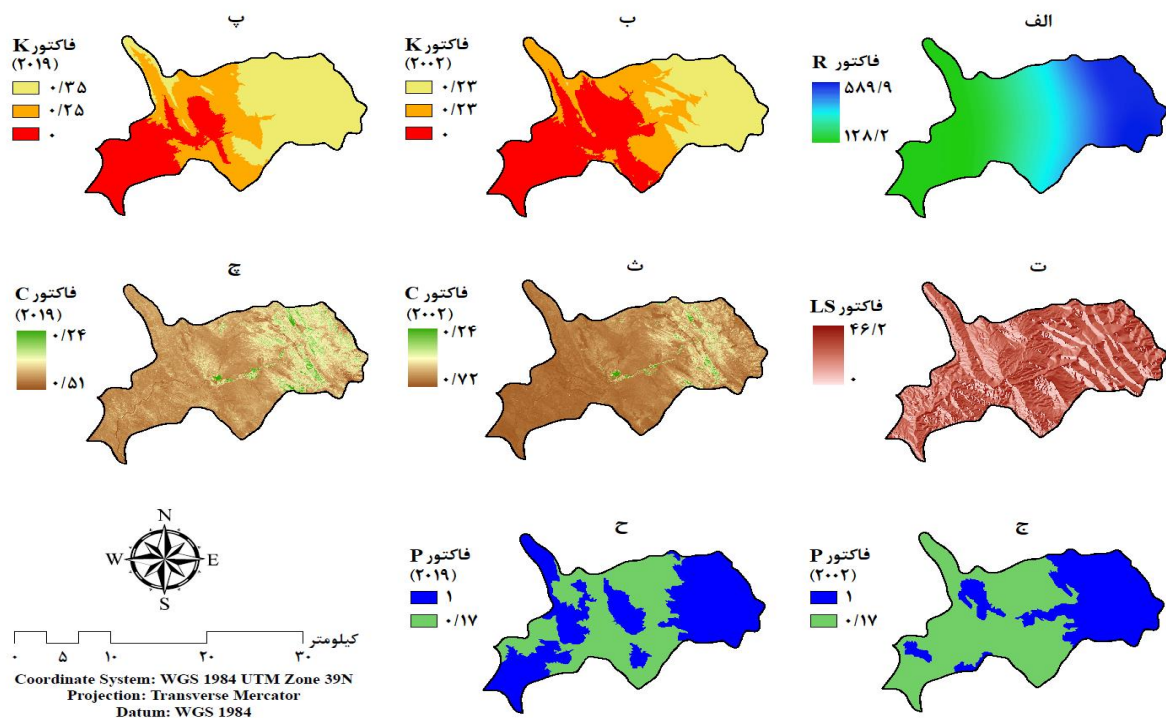 الف
فاکتور R
۵۸۹/۹
۱۲۸/۲
ب
فاکتور K
(۲۰۰۲)
۰/۲۳
۰/۲۳
۰
پ
فاکتور K
(۲۰۱۹)
۰/۳۵
۰/۲۵
۰
ت
فاکتور LS
۴۶/۲
۰
ث
فاکتور C
(۲۰۰۲)
۰/۲۴
۰/۷۲
چ
فاکتور C
(۲۰۱۹)
۰/۲۴
۰/۵۱
ج
فاکتور P
(۲۰۰۲)
۱
۰/۱۷
ح
فاکتور P
(۲۰۱۹)
۱
۰/۱۷
N
W E
S
کیلومتر
۰ ۵ ۱۰ ۲۰ ۳۰
Coordinate System: WGS 1984 UTM Zone 39N
Projection: Transverse Mercator
Datum: WGS 1984